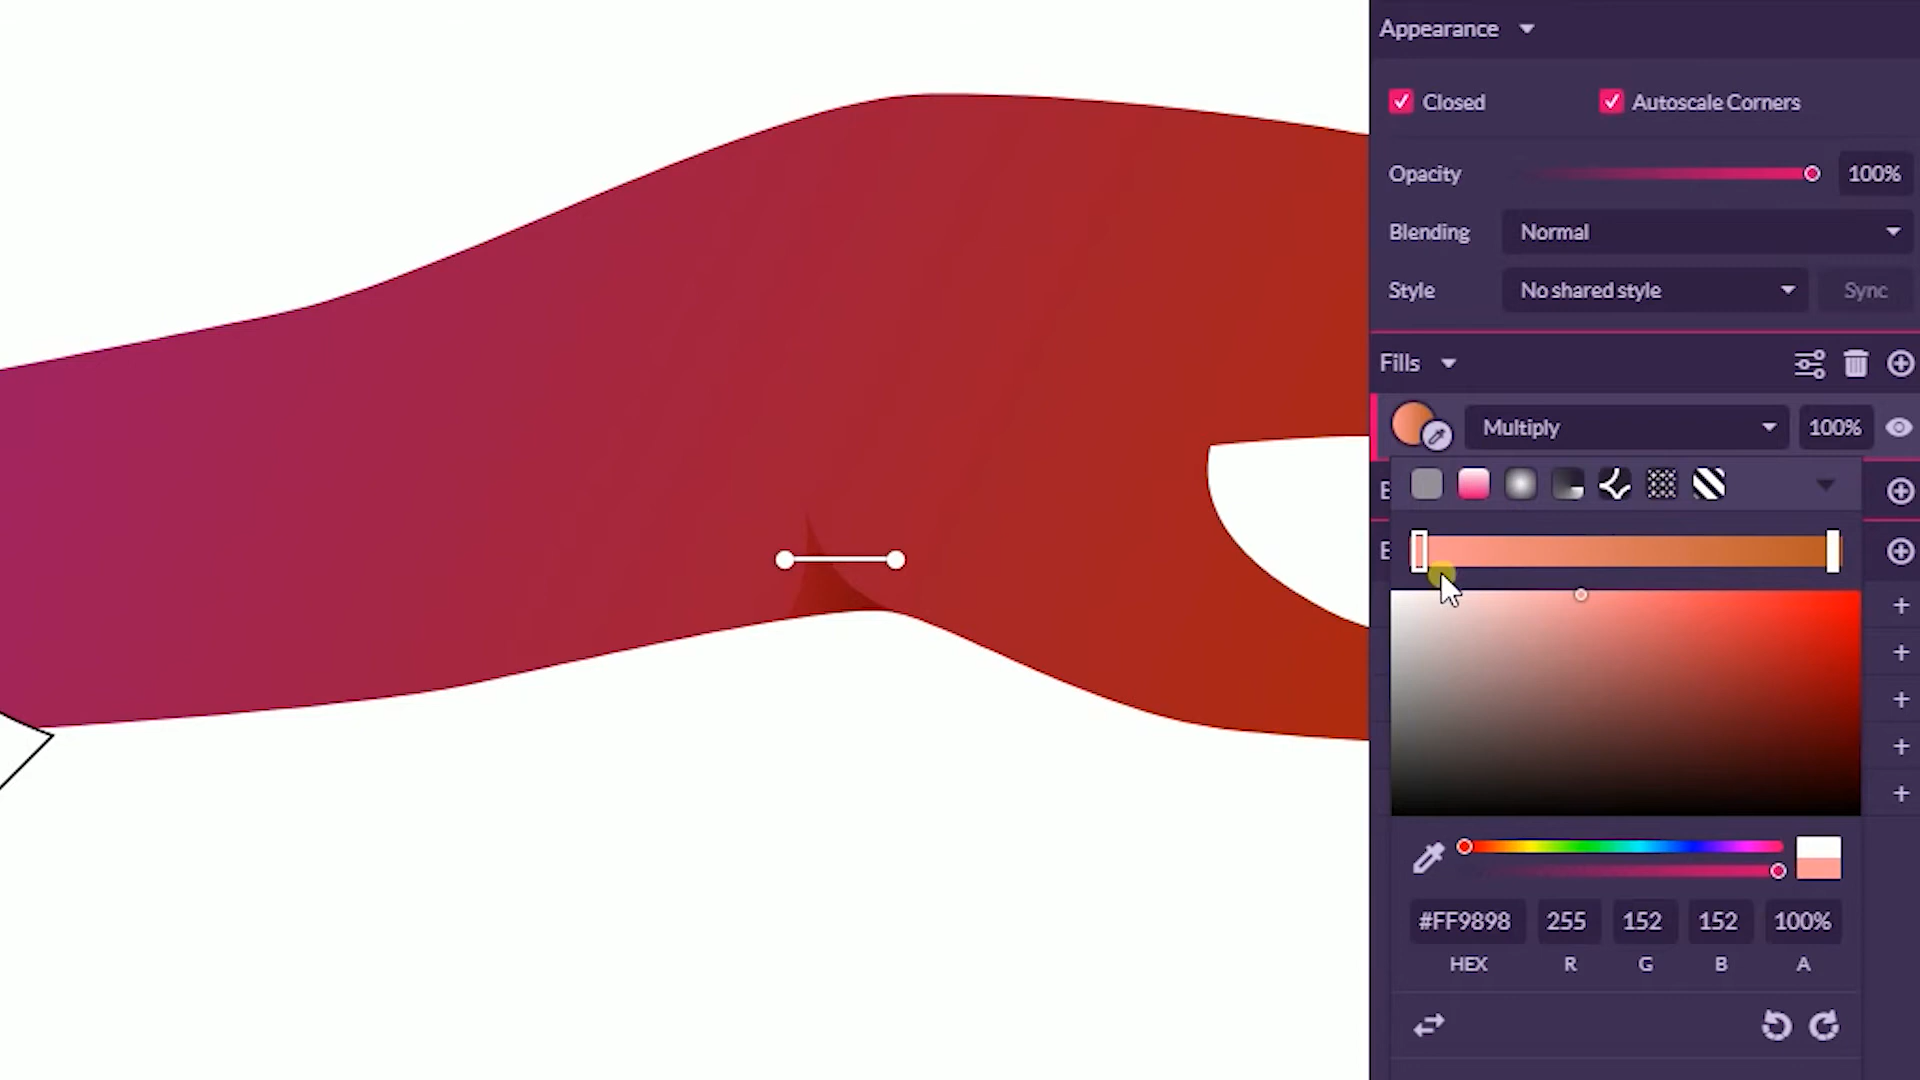 Appearance
Closed
Autoscale Corners
Opacity
100%
Blending
Normal
Style
No shared style
Sync
Fills
Multiply
100%
#FF9898
255
152
152
100%
HEX
R
G
B
A